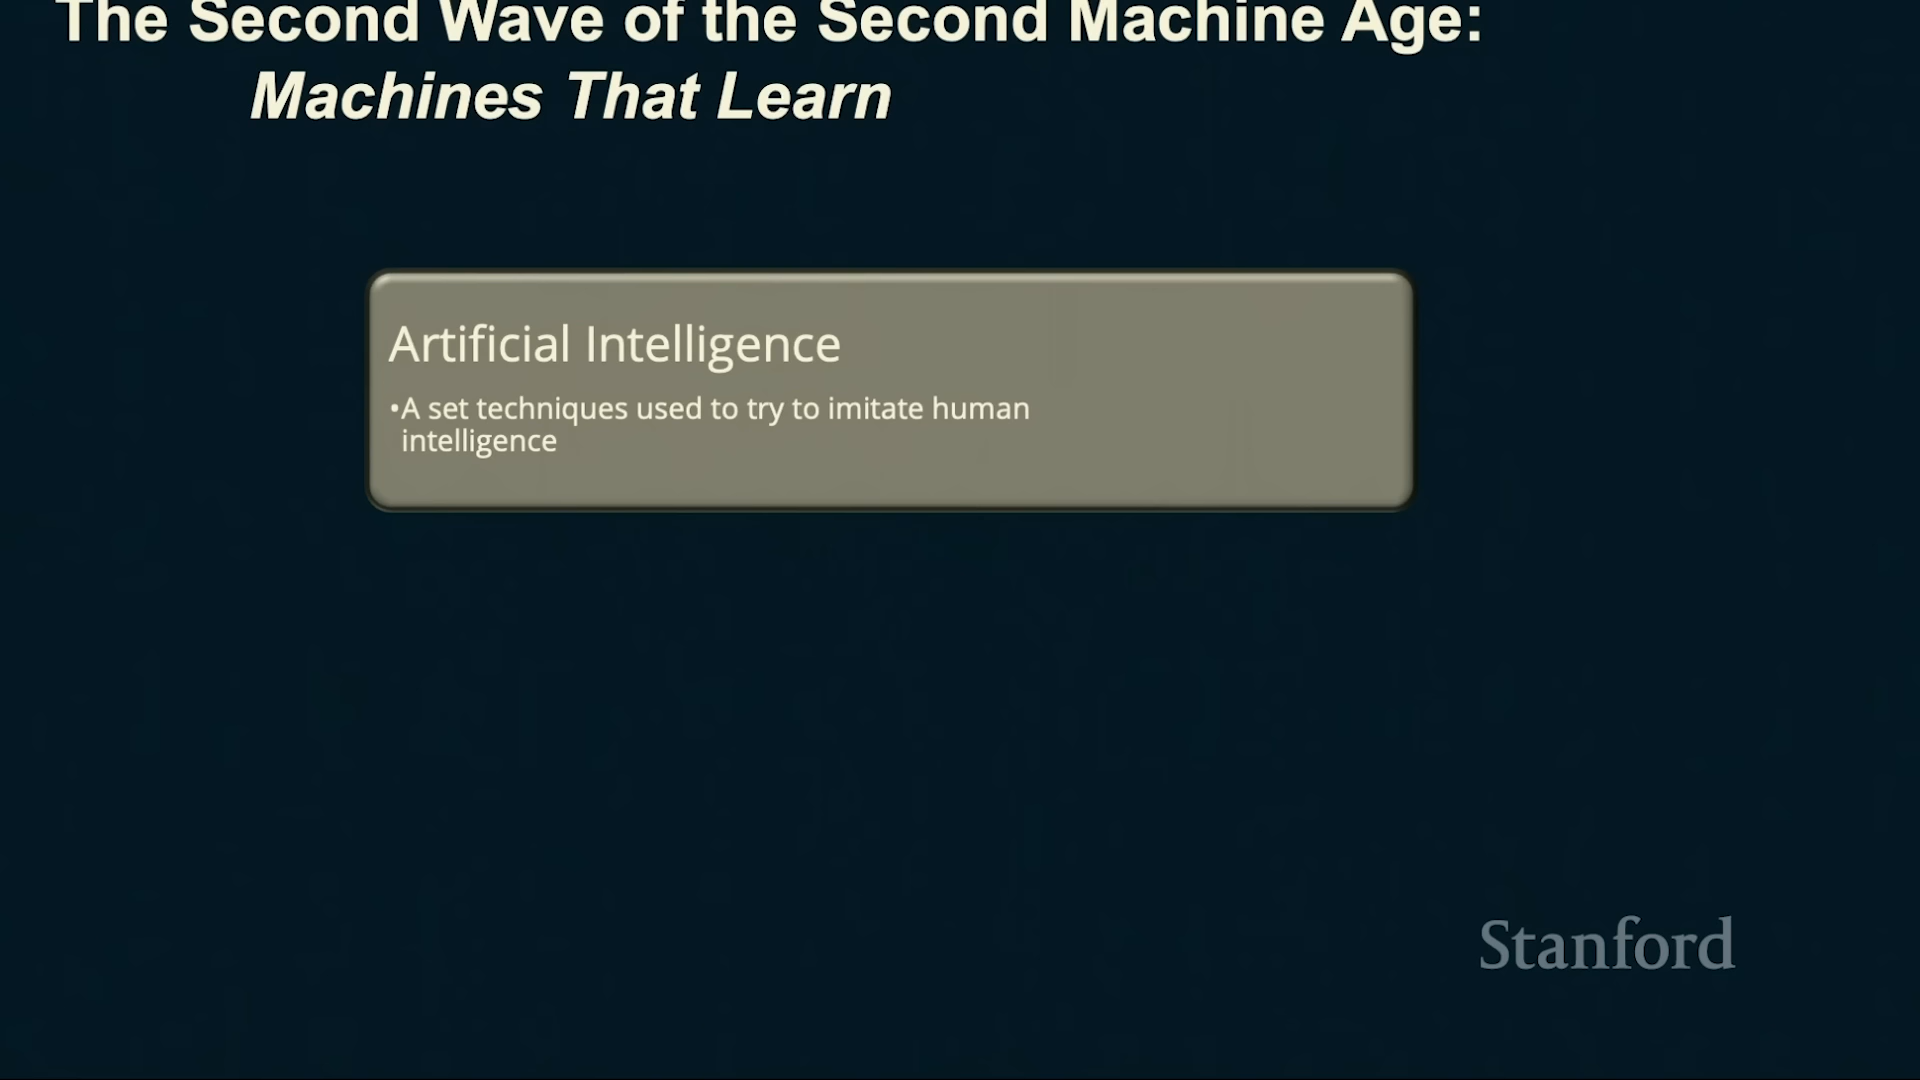 The Second Wave of the Second Machine Age:
Machines That Learn
Artificial Intelligence
•A set techniques used to try to imitate human
intelligence
Stanford